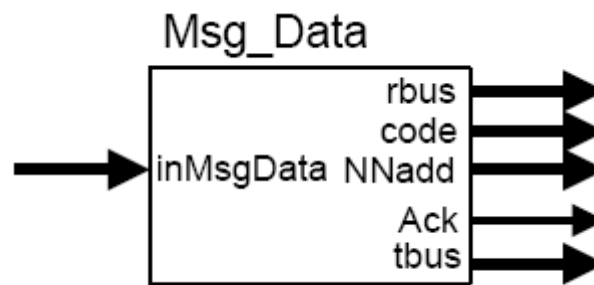 Msg_Data
rbus
code
inMsgData NNadd
Ack
tbus